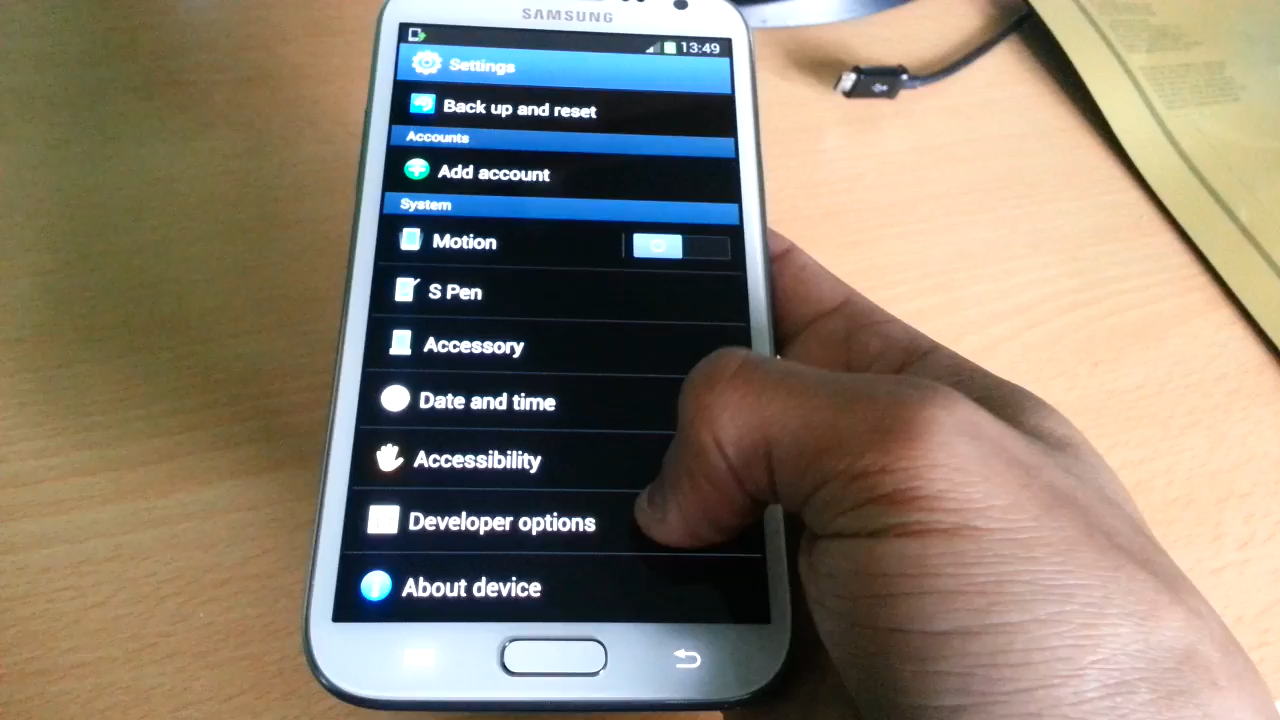 SAMSUNG
13:49
Settings
Back up and reset
Accounts
Add account
System
Motion
S Pen
Accessory
Date and time
Accessibility
Developer options
About device